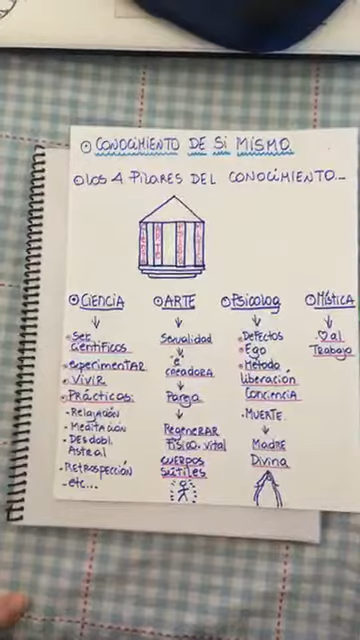 CONOCIMIENTO DE SI MISMO
LOS 4 PILARES DEL CONOCIMIENTO...
CIENCIA
Ser
Científicos
experimentAR
VIVIR
PRÁCTICAS:
- Relajación
- Meditación
- Desdobl.
Astral
- Retrospección
- etc...
ARTE
Sexualidad
e
creadora
Pareja
Regenerar
Físico.vital
CUERPOS
SÚTILES
PSicolog
Defectos
Ego
Método
liberación
Conciencia
MUERTE
Madre
Divina
Mística
al
Trabajo